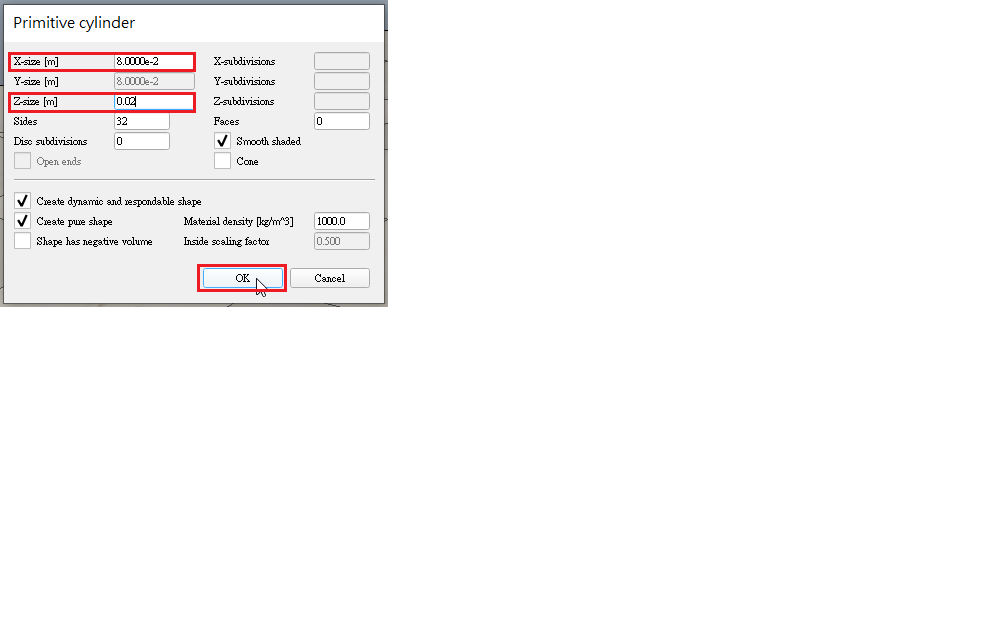 Primitive cylinder
X-size [m] 8.0000e-2 X-subdivisions
Y-size [m] 8.0000e-2 Y-subdivisions
Z-size [m] 0.02 Z-subdivisions
Sides 32 Faces 0
Disc subdivisions 0 Smooth shaded
Open ends Cone
Create dynamic and respondable shape
Create pure shape Material density [kg/m^3] 1000.0
Shape has negative volume Inside scaling factor 0.500
OK Cancel